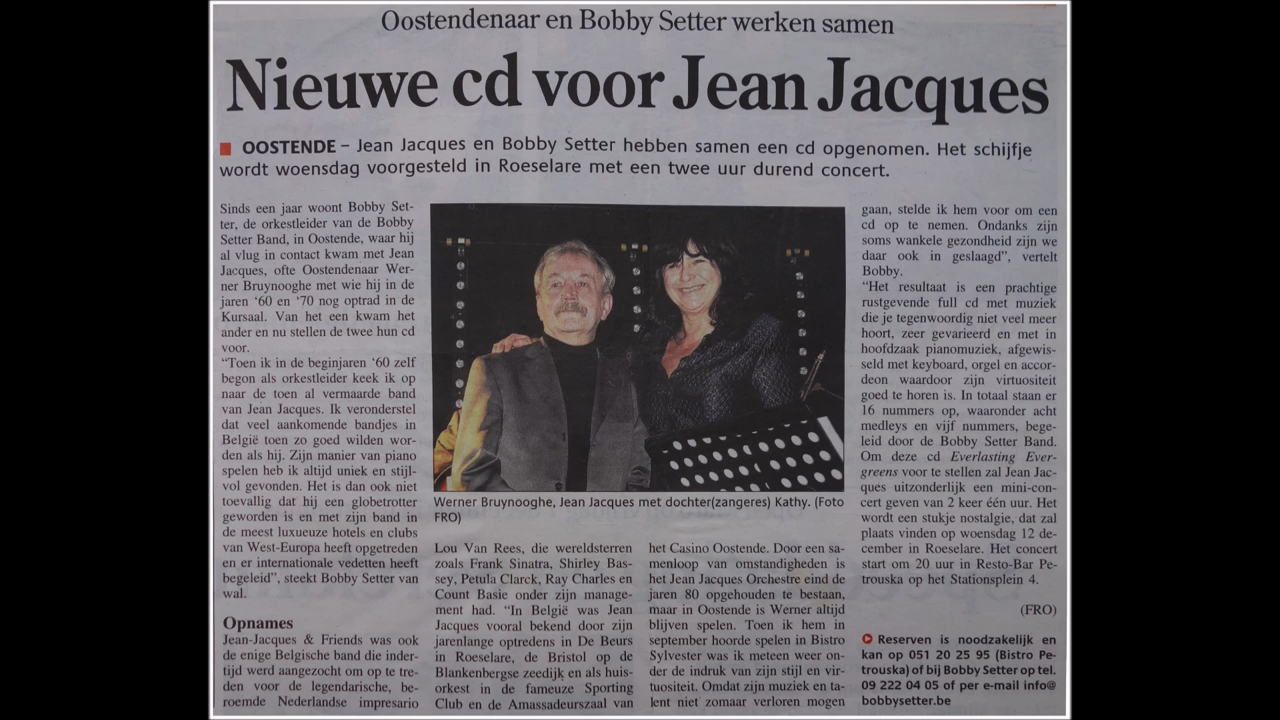 Oostendenaar en Bobby Setter werken samen
Nieuwe cd voor Jean Jacques
OOSTENDE – Jean Jacques en Bobby Setter hebben samen een cd opgenomen. Het schijfje
wordt woensdag voorgesteld in Roeselare met een twee uur durend concert.
Sinds een jaar woont Bobby Set-
ter, de orkestleider van de Bobby
Setter Band, in Oostende, waar hij
al vlug in contact kwam met Jean
Jacques, ofte Oostendenaar Wer-
ner Bruynooghe met wie hij in de
jaren ‘60 en ‘70 nog optrad in de
Kursaal. Van het een kwam het
ander en nu stellen de twee hun cd
voor.
“Toen ik in de beginjaren ‘60 zelf
begon als orkestleider keek ik op
naar de toen al vermaarde band
van Jean Jacques. Ik veronderstel
dat veel aankomende bandjes in
België toen zo goed wilden wor-
den als hij. Zijn manier van piano
spelen heb ik altijd uniek en stijl-
vol gevonden. Het is dan ook niet
toevallig dat hij een globetrotter
geworden is en met zijn band in
de meest luxueuze hotels en clubs
van West-Europa heeft opgetreden
en er internationale vedetten heeft
begeleid”, steekt Bobby Setter van
wal.
Opnames
Jean-Jacques & Friends was ook
de enige Belgische band die inder-
tijd werd aangezocht om op te tre-
den voor de legendarische, be-
roemde Nederlandse impresario
Werner Bruynooghe, Jean Jacques met dochter(zangeres) Kathy. (Foto
FRO)
Lou Van Rees, die wereldsterren
zoals Frank Sinatra, Shirley Bas-
sey, Petula Clarck, Ray Charles en
Count Basie onder zijn manage-
ment had. “In België was Jean
Jacques vooral bekend door zijn
jarenlange optredens in De Beurs
in Roeselare, de Bristol op de
Blankenbergse zeedijk en als huis-
orkest in de fameuze Sporting
Club en de Amassadeurszaal van
het Casino Oostende. Door een sa-
menloop van omstandigheden is
het Jean Jacques Orchestre eind de
jaren 80 opgehouden te bestaan,
maar in Oostende is Werner altijd
blijven spelen. Toen ik hem in
september hoorde spelen in Bistro
Sylvester was ik meteen weer on-
der de indruk van zijn stijl en vir-
tuositeit. Omdat zijn muziek en ta-
lent niet zomaar verloren mogen
gaan, stelde ik hem voor om een
cd op te nemen. Ondanks zijn
soms wankele gezondheid zijn we
daar ook in geslaagd”, vertelt
Bobby.
“Het resultaat is een prachtige
rustgevende full cd met muziek
die je tegenwoordig niet veel meer
hoort, zeer gevarieerd en met in
hoofdzaak pianomuziek, afgewis-
seld met keyboard, orgel en accor-
deon waardoor zijn virtuositeit
goed te horen is. In totaal staan er
16 nummers op, waaronder acht
medleys en vijf nummers, bege-
leid door de Bobby Setter Band.
Om deze cd Everlasting Ever-
greens voor te stellen zal Jean Jac-
ques uitzonderlijk een mini-con-
cert geven van 2 keer één uur. Het
wordt een stukje nostalgie, dat zal
plaats vinden op woensdag 12 de-
cember in Roeselare. Het concert
start om 20 uur in Resto-Bar Pe-
trouska op het Stationsplein 4.
(FRO)
Reserven is noodzakelijk en
kan op 051 20 25 95 (Bistro Pe-
trouska) of bij Bobby Setter op tel.
09 222 04 05 of per e-mail info@
bobbysetter.be